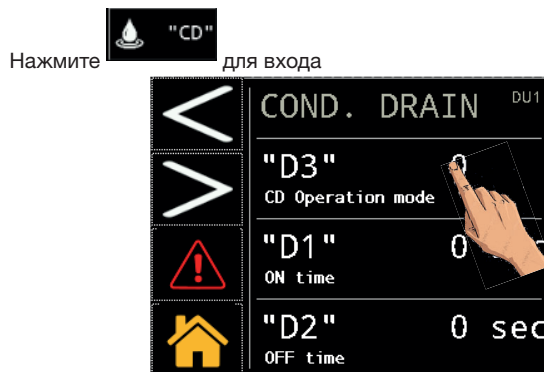 "CD"
Нажмите для входа
COND. DRAIN DU1
"D3" 0
CD Operation mode
"D1" 0
ON time
"D2" 0 sec
OFF time